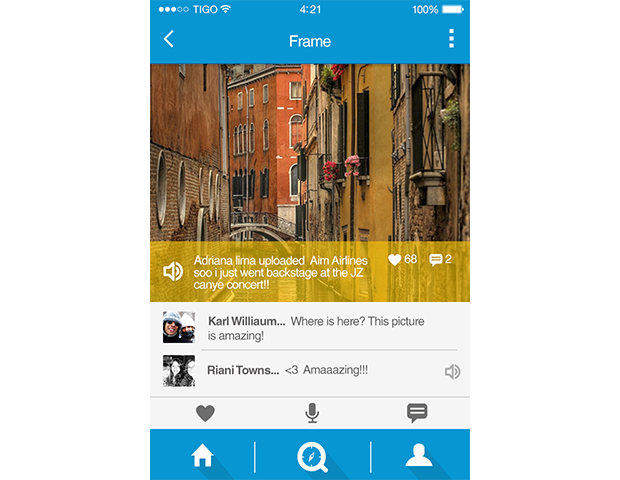 TIGO 4:21 100%
Frame
Adriana lima uploaded Aim Airlines
soo i just went backstage at the JZ
canye concert!!
68 2
Karl Williaum... Where is here? This picture
is amazing!
Riani Towns... <3 Amaaazing!!!